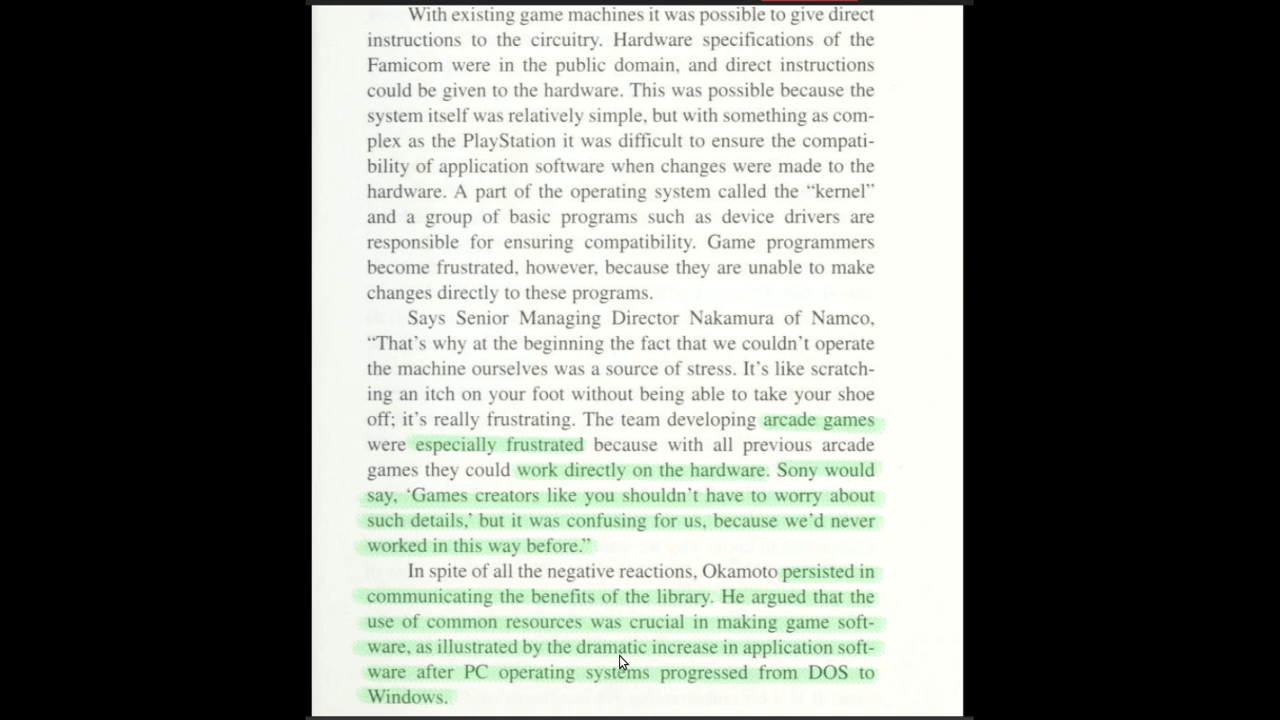 With existing game machines it was possible to give direct
instructions to the circuitry. Hardware specifications of the
Famicom were in the public domain, and direct instructions
could be given to the hardware. This was possible because the
system itself was relatively simple, but with something as com-
plex as the PlayStation it was difficult to ensure the compati-
bility of application software when changes were made to the
hardware. A part of the operating system called the “kernel”
and a group of basic programs such as device drivers are
responsible for ensuring compatibility. Game programmers
become frustrated, however, because they are unable to make
changes directly to these programs.
Says Senior Managing Director Nakamura of Namco,
“That’s why at the beginning the fact that we couldn’t operate
the machine ourselves was a source of stress. It’s like scratch-
ing an itch on your foot without being able to take your shoe
off; it’s really frustrating. The team developing arcade games
were especially frustrated because with all previous arcade
games they could work directly on the hardware. Sony would
say, ‘Games creators like you shouldn’t have to worry about
such details,’ but it was confusing for us, because we’d never
worked in this way before.”
In spite of all the negative reactions, Okamoto persisted in
communicating the benefits of the library. He argued that the
use of common resources was crucial in making game soft-
ware, as illustrated by the dramatic increase in application soft-
ware after PC operating systems progressed from DOS to
Windows.